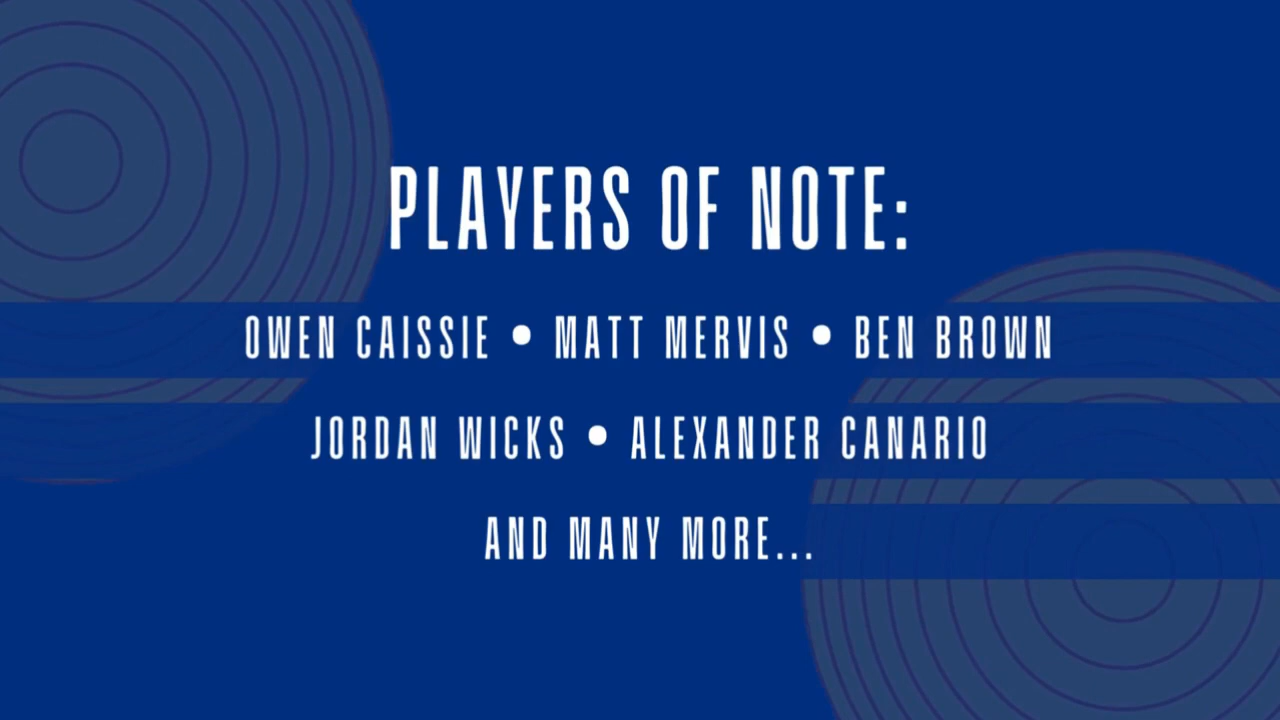 PLAYERS OF NOTE:
OWEN CAISSIE • MATT MERVIS • BEN BROWN
JORDAN WICKS • ALEXANDER CANARIO
AND MANY MORE...